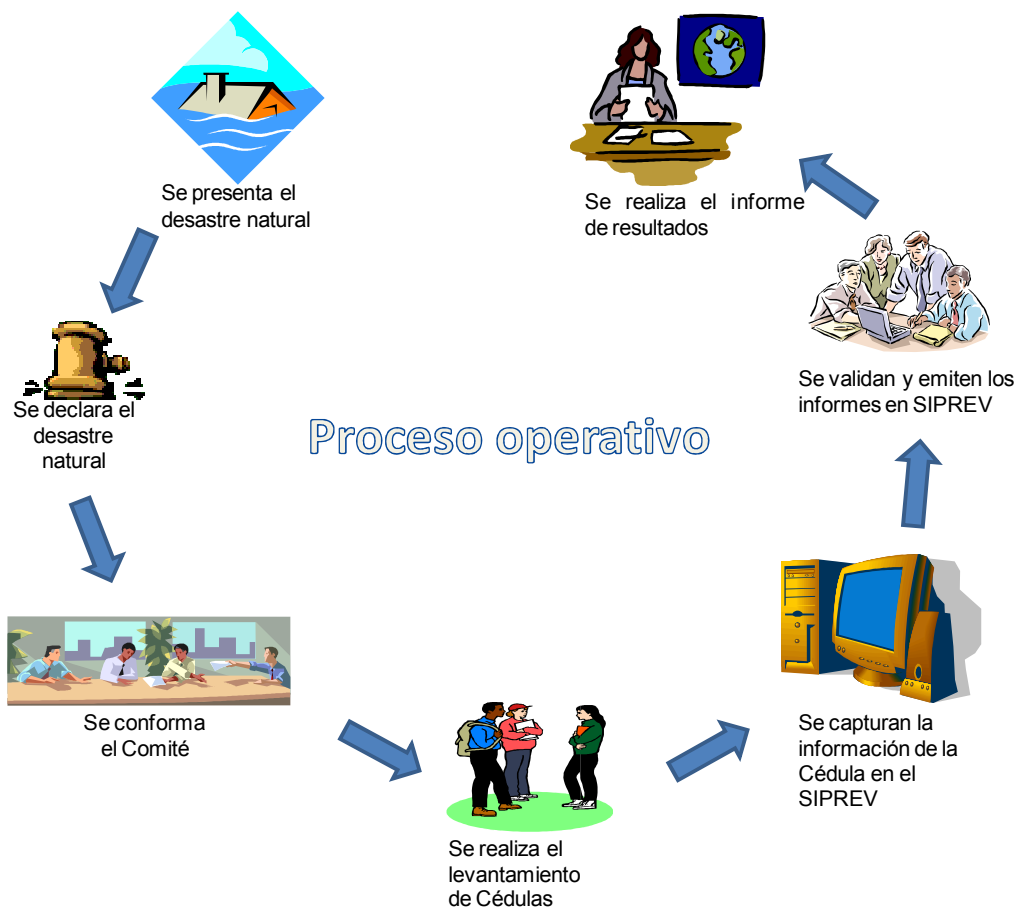 Se presenta el
desastre natural
Se declara el
desastre
natural
Se conforma
el Comité
Se realiza el
levantamiento
de Cédulas
Se capturan la
información de la
Cédula en el
SIPREV
Se validan y emiten los
informes en SIPREV
Se realiza el informe
de resultados
Proceso operativo